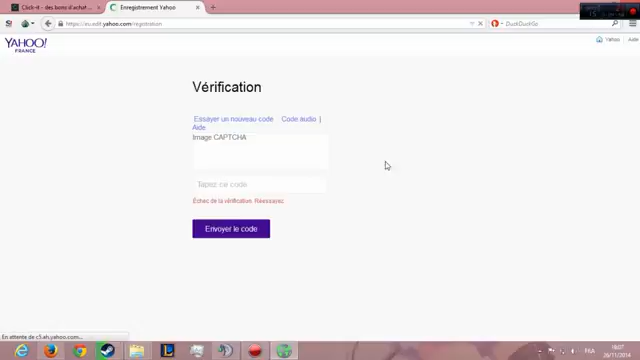 Click-it - des bons d'achat
Enregistrement Yahoo
https://eu.edit.yahoo.com/registration
DuckDuckGo
YAHOO!
FRANCE
Yahoo
Aide
Vérification
Essayer un nouveau code Code audio |
Aide
Image CAPTCHA
Tapez ce code
Échec de la vérification. Réessayez.
Envoyer le code
En attente de c5.ah.yahoo.com...
FRA
18:07
26/11/2014